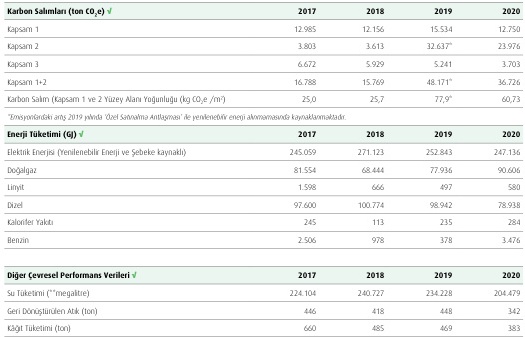 Karbon Salımları (ton CO₂e) √ 2017 2018 2019 2020
Kapsam 1 12.985 12.156 15.534 12.750
Kapsam 2 3.803 3.613 32.637* 23.976
Kapsam 3 6.672 5.929 5.241 3.703
Kapsam 1+2 16.788 15.769 48.171* 36.726
Karbon Salım (Kapsam 1 ve 2 Yüzey Alanı Yoğunluğu (kg CO₂e /m²) 25,0 25,7 77,9* 60,73
*Emisyonlardaki artış 2019 yılında 'Özel Satınalma Antlaşması' ile yenilenebilir enerji alınmamasında kaynaklanmaktadır.
Enerji Tüketimi (GJ) √ 2017 2018 2019 2020
Elektrik Enerjisi (Yenilenebilir Enerji ve Şebeke kaynaklı) 245.059 271.123 252.843 247.136
Doğalgaz 81.554 68.444 77.936 90.606
Linyit 1.598 666 497 580
Dizel 97.600 100.774 98.942 78.938
Kalorifer Yakıtı 245 113 235 284
Benzin 2.506 978 378 3.476
Diğer Çevresel Performans Verileri √ 2017 2018 2019 2020
Su Tüketimi (**megalitre) 224.104 240.727 234.228 204.479
Geri Dönüştürülen Atık (ton) 446 418 448 342
Kâğıt Tüketimi (ton) 660 485 469 383